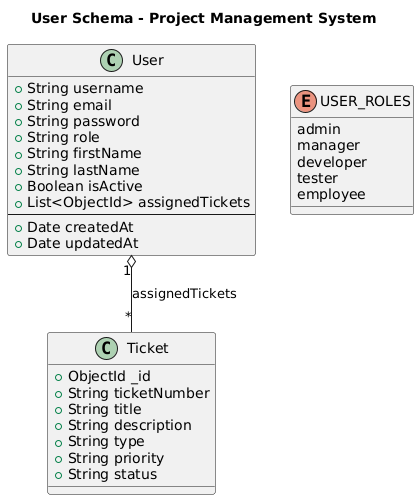 User Schema - Project Management System
C User
String username
String email
String password
String role
String firstName
String lastName
Boolean isActive
List<ObjectId> assignedTickets
Date createdAt
Date updatedAt
E USER_ROLES
admin
manager
developer
tester
employee
1
assignedTickets
*
C Ticket
ObjectId _id
String ticketNumber
String title
String description
String type
String priority
String status